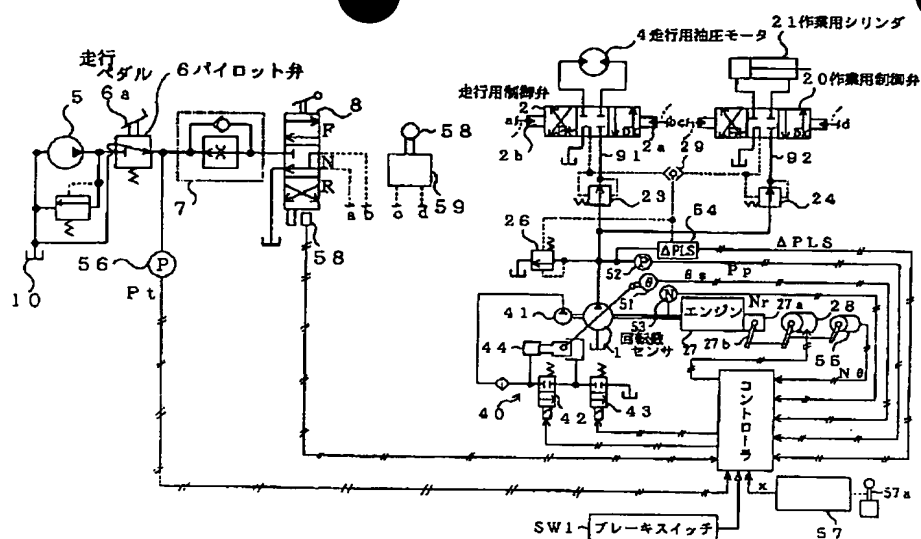 走行
ペダル
6a
6パイロット弁
5
7
8
F
N
R
a b
58
58
59
c d
56
P
Pt
10
4走行用油圧モータ
21作業用シリンダ
走行用制御弁
2
20作業用制御弁
a
2b
2a
bc
d
29
91
92
23
24
26
54
ΔPLS
ΔPLS
52
P
Pp
θ
θs
51
N
53
41
44
1
回転数
センサ
エンジン
27
Nr
27a
27b
28
55
Nθ
40
42
43
コントローラ
x
57
57a
SW1
ブレーキスイッチ